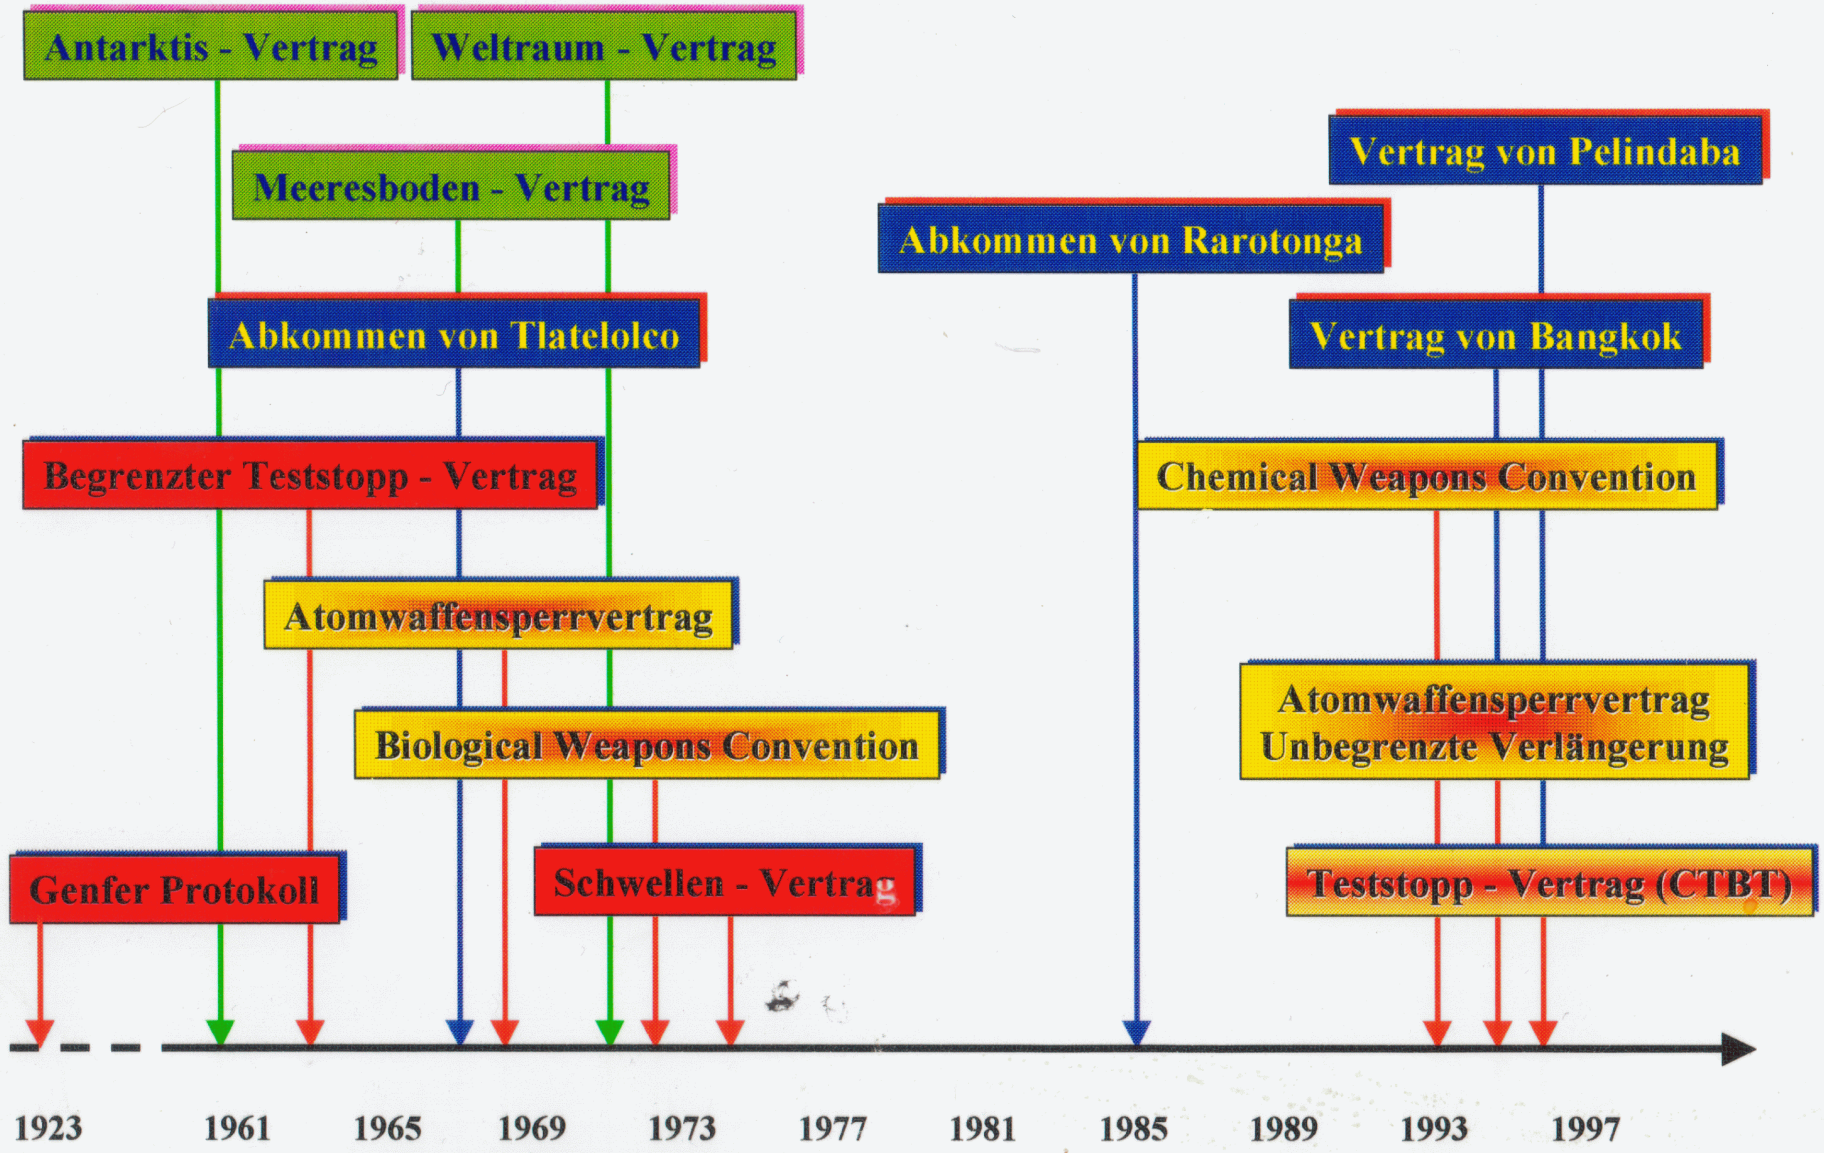 Antarktis - Vertrag
Weltraum - Vertrag
Vertrag von Pelindaba
Meeresboden - Vertrag
Abkommen von Rarotonga
Abkommen von Tlatelolco
Vertrag von Bangkok
Begrenzter Teststopp - Vertrag
Chemical Weapons Convention
Atomwaffensperrvertrag
Atomwaffensperrvertrag
Unbegrenzte Verlängerung
Biological Weapons Convention
Genfer Protokoll
Schwellen - Vertrag
Teststopp - Vertrag (CTBT)
1923
1961
1965
1969
1973
1977
1981
1985
1989
1993
1997